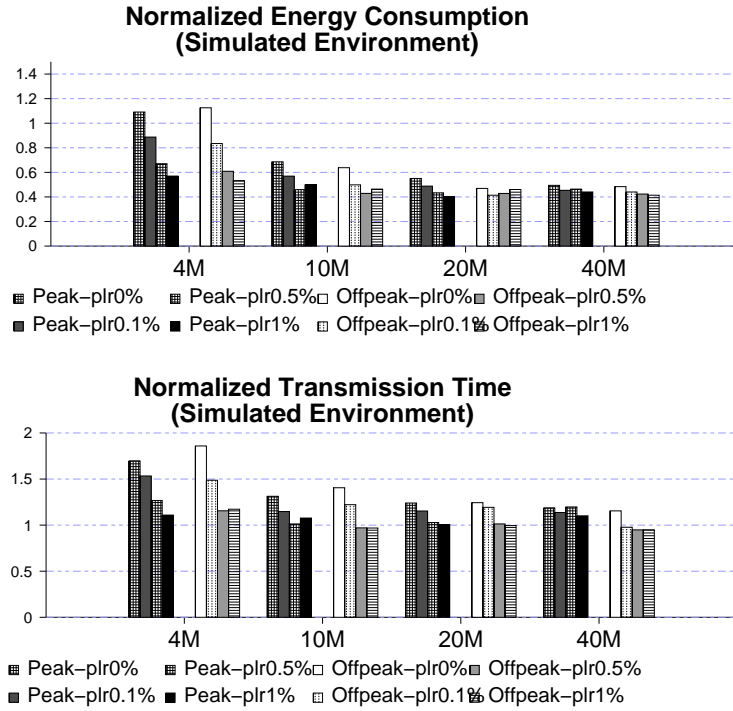 Normalized Energy Consumption
(Simulated Environment)
1.4
1.2
1
0.8
0.6
0.4
0.2
0
4M 10M 20M 40M
Peak−plr0% Peak−plr0.5% Offpeak−plr0% Offpeak−plr0.5%
Peak−plr0.1% Peak−plr1% Offpeak−plr0.1% Offpeak−plr1%
Normalized Transmission Time
(Simulated Environment)
2
1.5
1
0.5
0
4M 10M 20M 40M
Peak−plr0% Peak−plr0.5% Offpeak−plr0% Offpeak−plr0.5%
Peak−plr0.1% Peak−plr1% Offpeak−plr0.1% Offpeak−plr1%